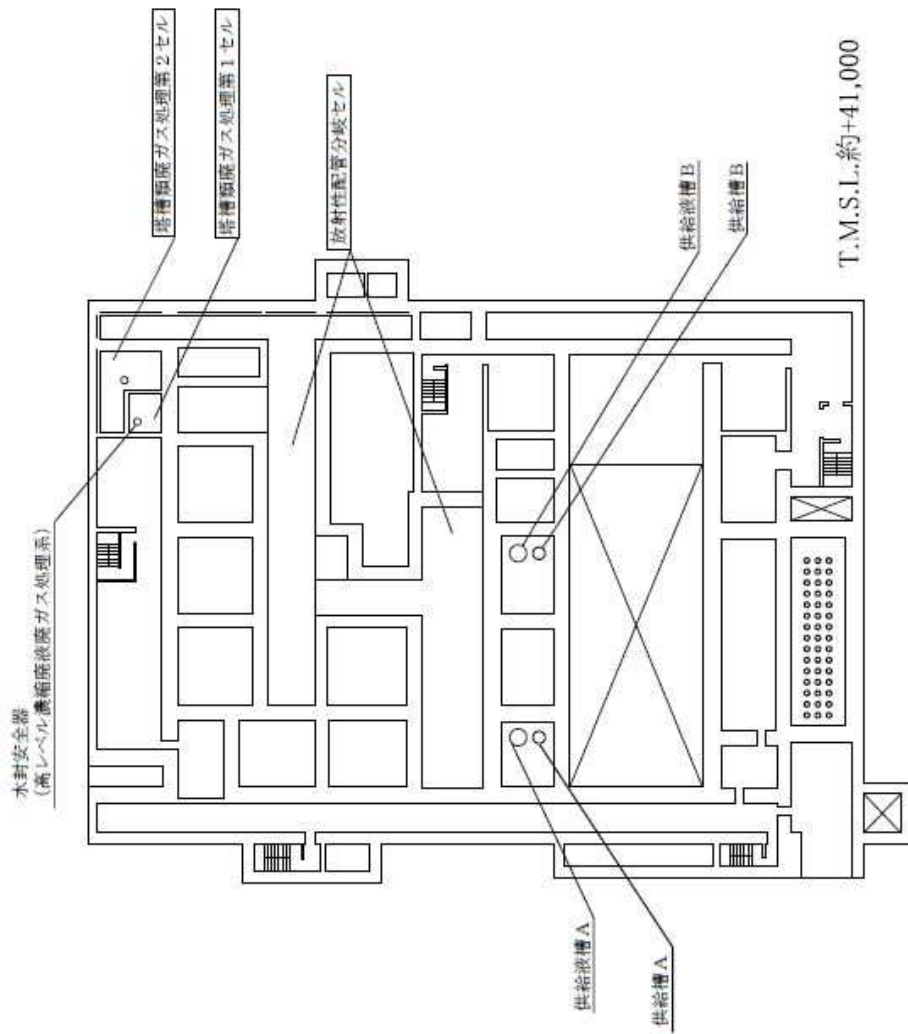 水封安全器
(高レベル濃縮廃液廃ガス処理系)
塔槽類廃ガス処理第2セル
塔槽類廃ガス処理第1セル
放射性配管分岐セル
供給液槽B
供給槽B
供給液槽A
供給槽A
T.M.S.L.約+41,000